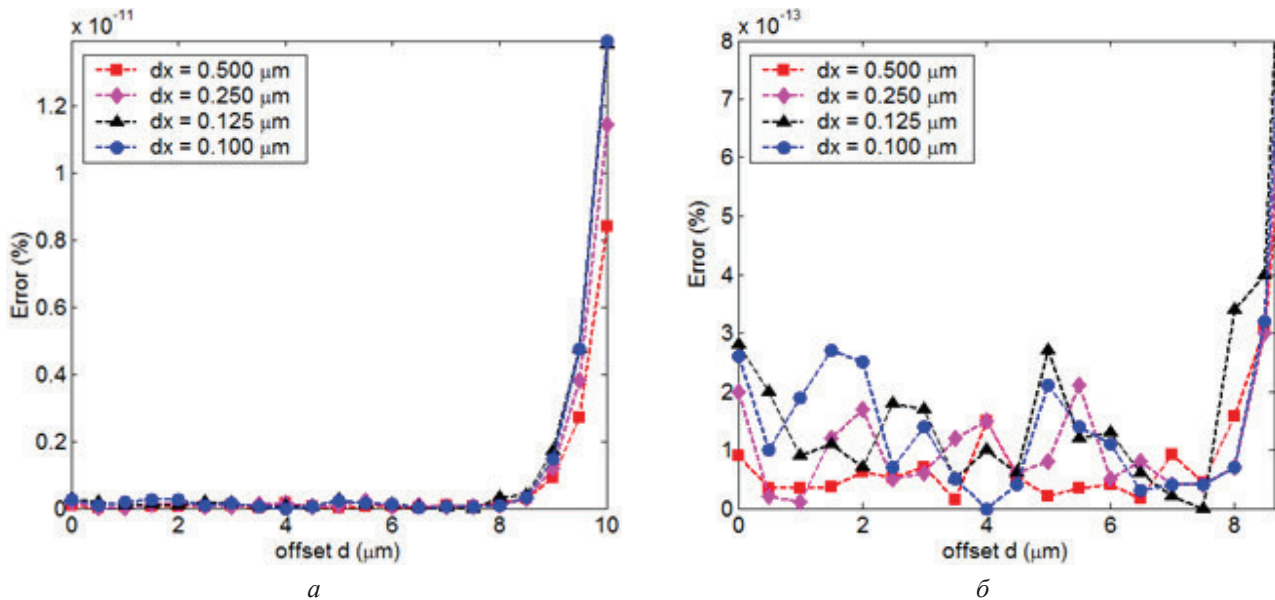 x 10-11
dx = 0.500 μm
dx = 0.250 μm
dx = 0.125 μm
dx = 0.100 μm
1.2
1
0.8
0.6
0.4
0.2
0
Error (%)
0 2 4 6 8 10
offset d (μm)
а
x 10-13
dx = 0.500 μm
dx = 0.250 μm
dx = 0.125 μm
dx = 0.100 μm
8
7
6
5
4
3
2
1
0
Error (%)
0 2 4 6 8
offset d (μm)
б